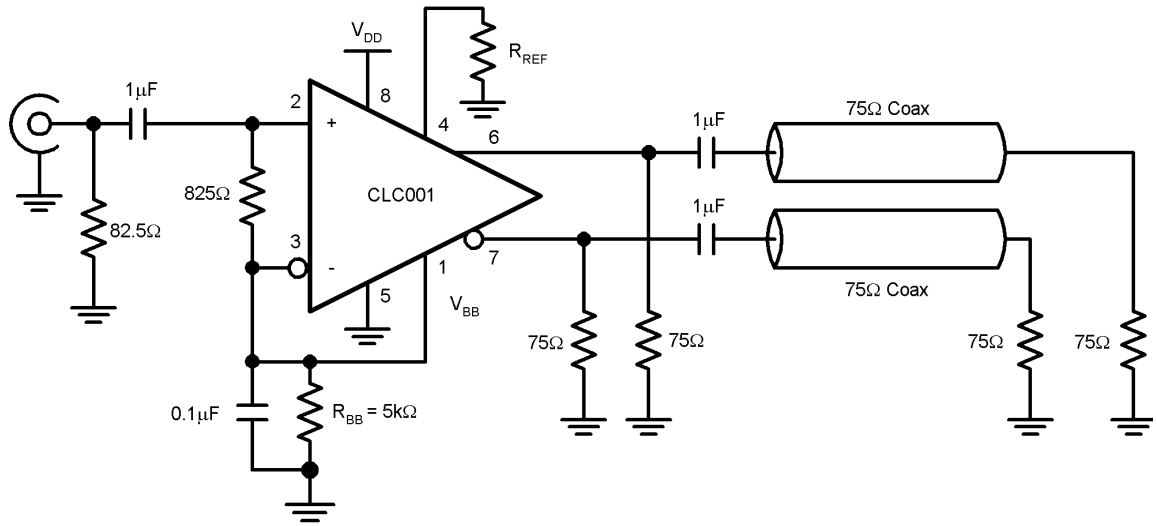 V_DD
R_REF
1μF
2
+
8
4
6
1μF
75Ω Coax
825Ω
CLC001
82.5Ω
3
-
7
1μF
75Ω Coax
5
1
V_BB
75Ω
75Ω
75Ω
75Ω
0.1μF
R_BB = 5kΩ